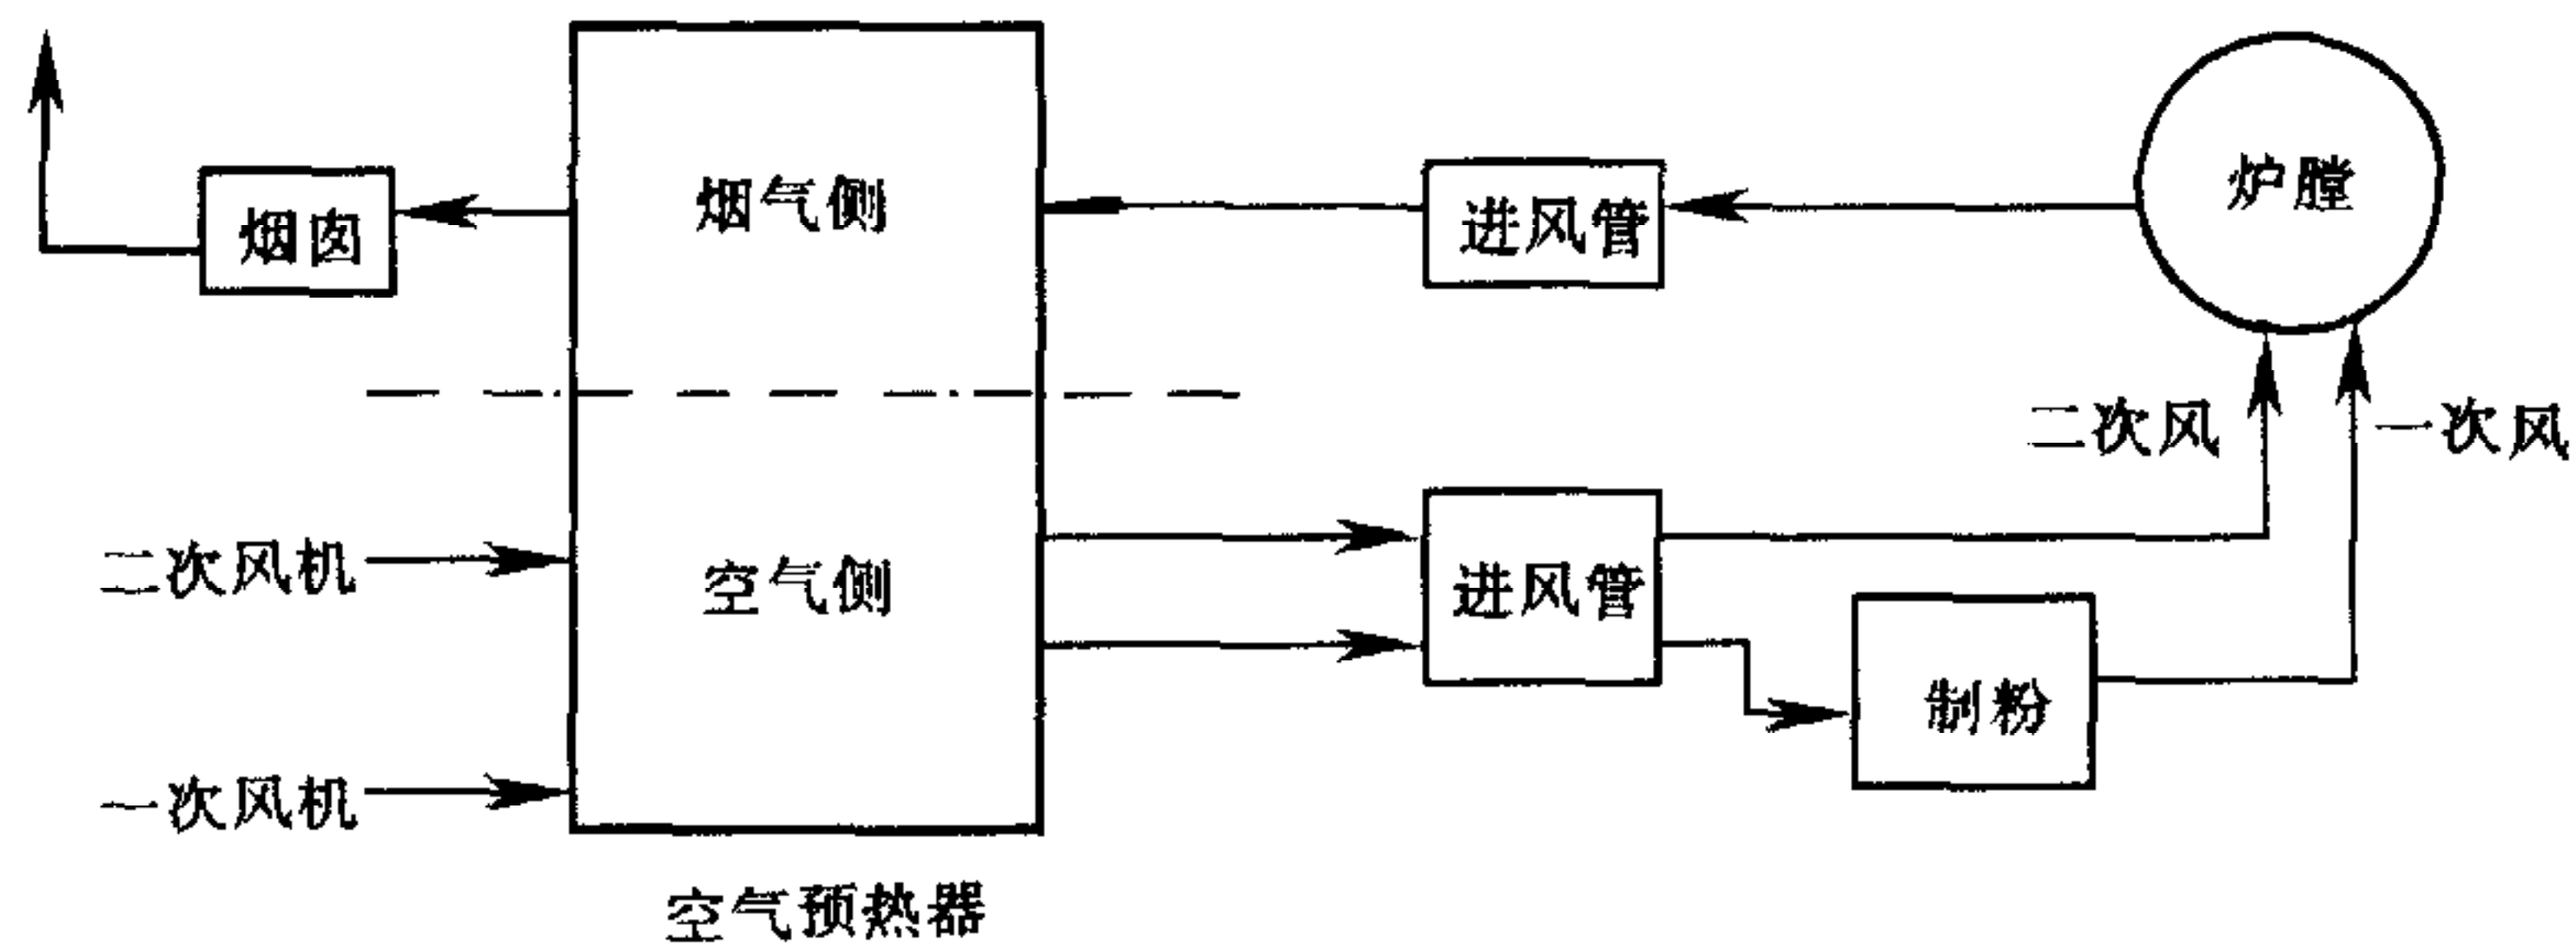 炉膛
烟气侧
进风管
烟囱
二次风
一次风
二次风机
空气侧
进风管
制粉
一次风机
空气预热器